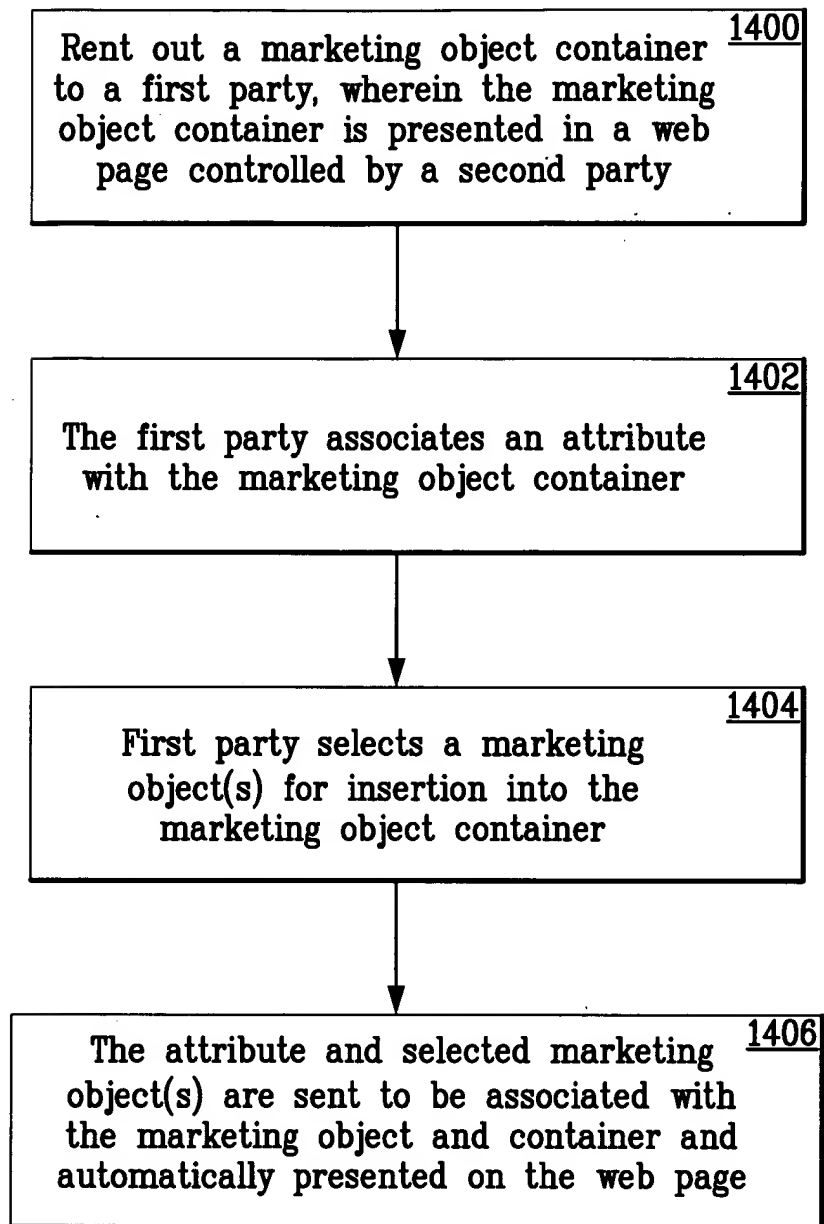 1400
Rent out a marketing object container
to a first party, wherein the marketing
object container is presented in a web
page controlled by a second party
1402
The first party associates an attribute
with the marketing object container
1404
First party selects a marketing
object(s) for insertion into the
marketing object container
1406
The attribute and selected marketing
object(s) are sent to be associated with
the marketing object and container and
automatically presented on the web page